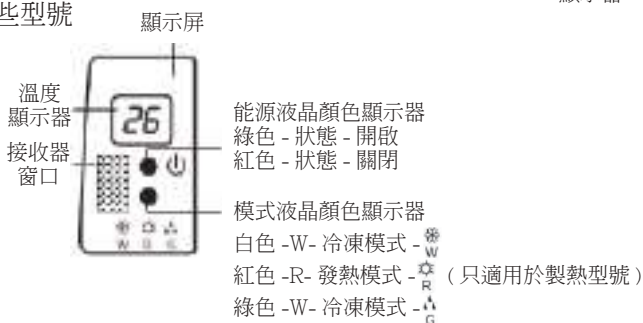 些型號
顯示屏
溫度
顯示器
26
接收器
窗口
能源液晶顏色顯示器
綠色 - 狀態 - 開啟
紅色 - 狀態 - 關閉
W R G
模式液晶顏色顯示器
白色 -W- 冷凍模式 - W
紅色 -R- 發熱模式 - R ( 只適用於製熱型號 )
綠色 -W- 冷凍模式 - G